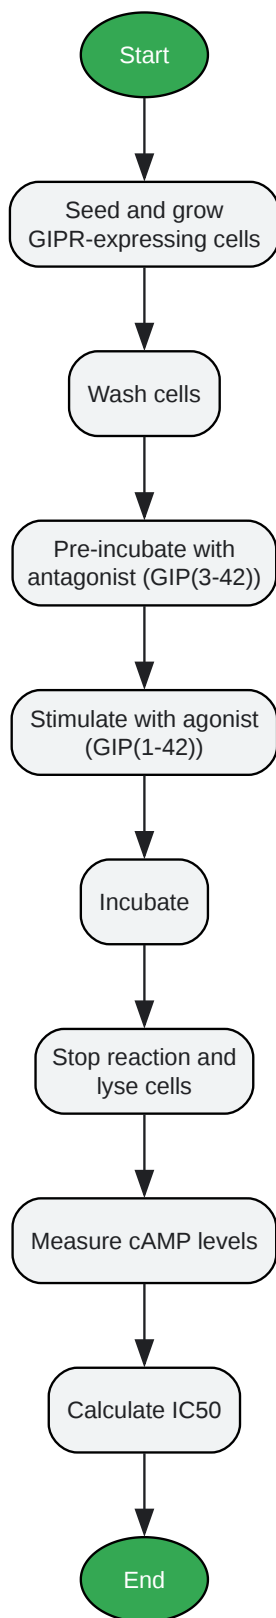 Start
Seed and grow
GIPR-expressing cells
Wash cells
Pre-incubate with
antagonist (GIP(3-42))
Stimulate with agonist
(GIP(1-42))
Incubate
Stop reaction and
lyse cells
Measure cAMP levels
Calculate IC50
End